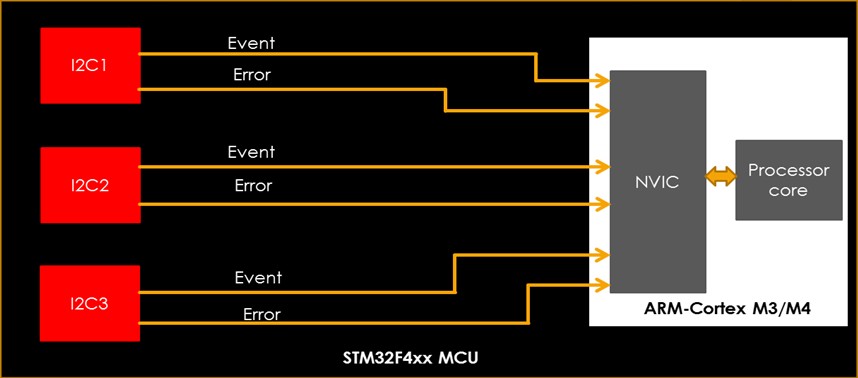 I2C1
Event
Error
I2C2
Event
Error
I2C3
Event
Error
NVIC
Processor
core
ARM-Cortex M3/M4
STM32F4xx MCU